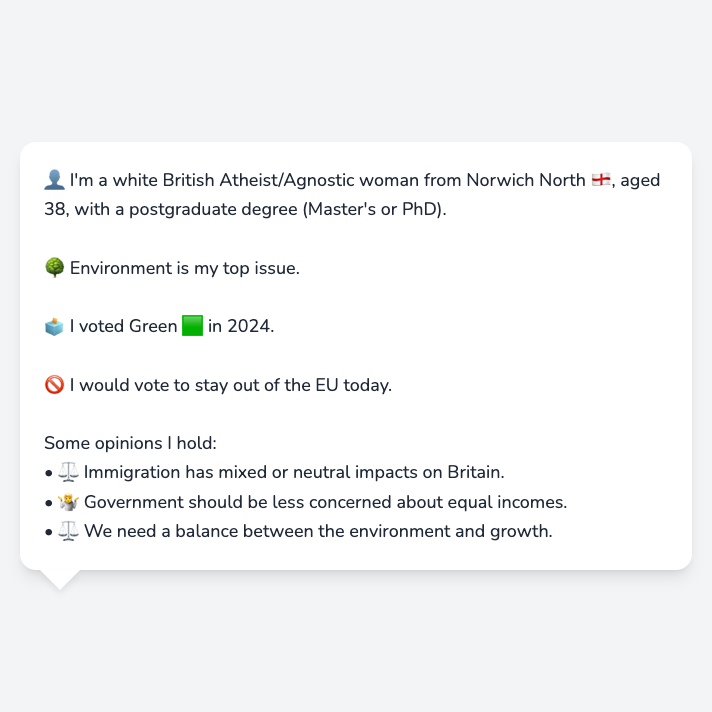 👤 I'm a white British Atheist/Agnostic woman from Norwich North 🏴󠁧󠁢󠁥󠁮󠁧󠁿, aged
38, with a postgraduate degree (Master's or PhD).
🌳 Environment is my top issue.
🗳️ I voted Green 🟩 in 2024.
🚫 I would vote to stay out of the EU today.
Some opinions I hold:
• ⚖️ Immigration has mixed or neutral impacts on Britain.
• 🤷 Government should be less concerned about equal incomes.
• ⚖️ We need a balance between the environment and growth.